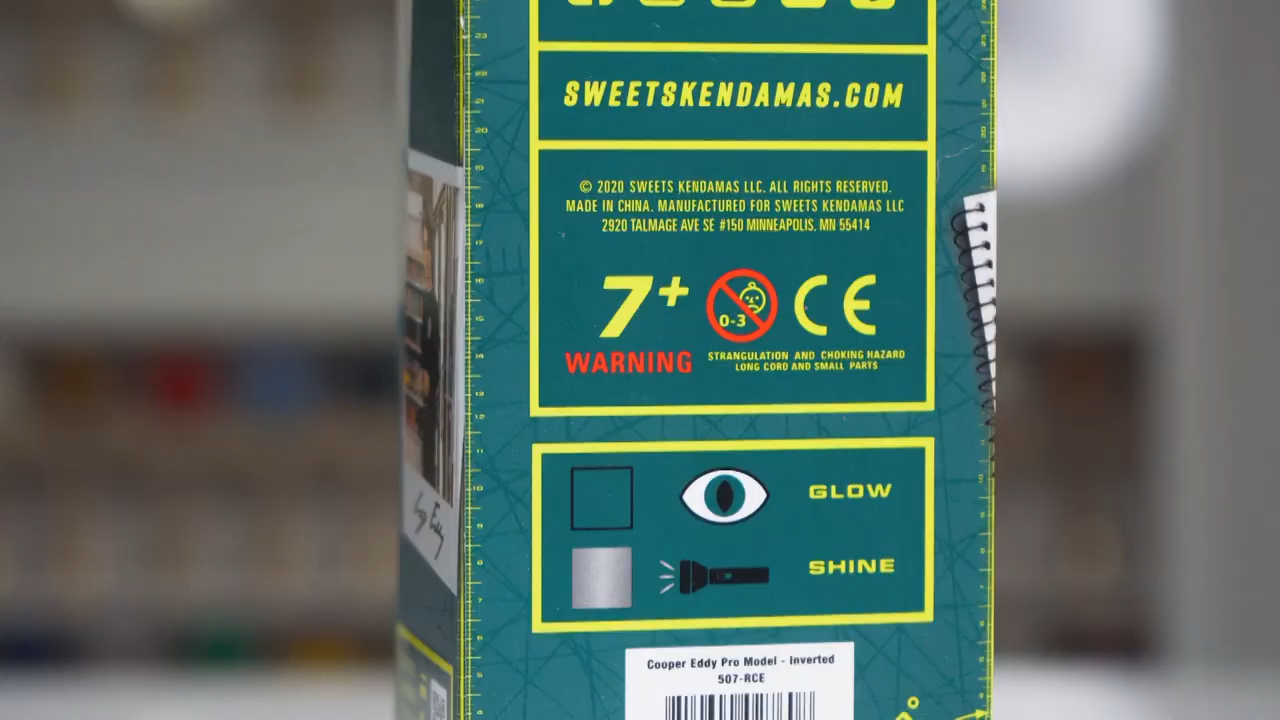 SWEETSKENDAMAS.COM
© 2020 SWEETS KENDAMAS LLC. ALL RIGHTS RESERVED.
MADE IN CHINA. MANUFACTURED FOR SWEETS KENDAMAS LLC
2920 TALMAGE AVE SE #150 MINNEAPOLIS, MN 55414
7+
0-3
CE
WARNING
STRANGULATION AND CHOKING HAZARD
LONG CORD AND SMALL PARTS
GLOW
SHINE
Cooper Eddy Pro Model - Inverted
507-RCE